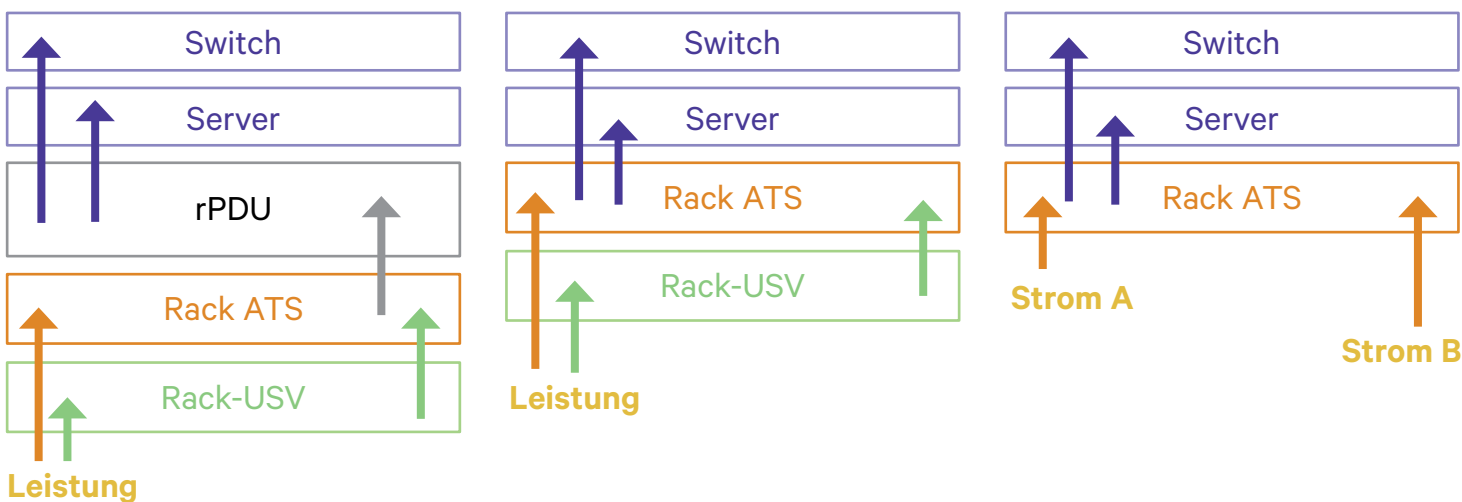 Switch
Server
rPDU
Rack ATS
Rack-USV
Leistung
Switch
Server
Rack ATS
Rack-USV
Leistung
Switch
Server
Rack ATS
Strom A
Strom B